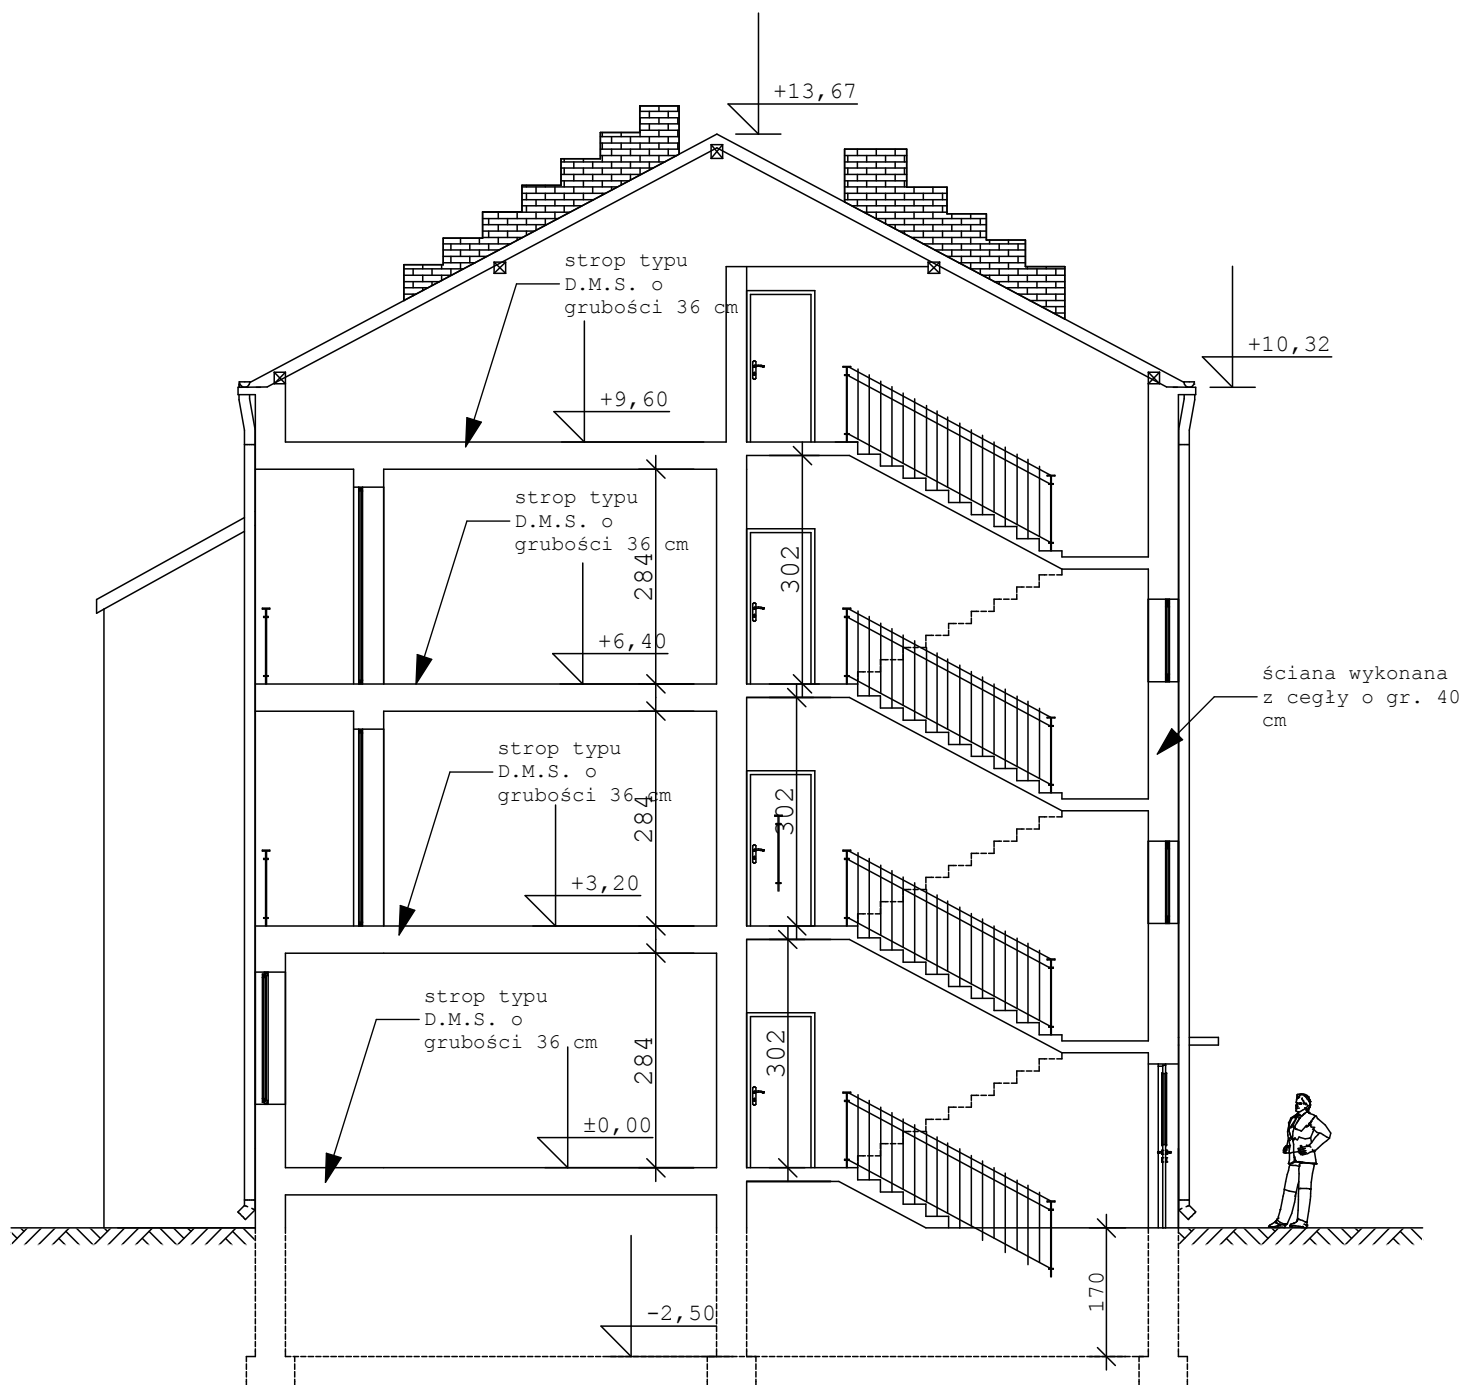 +13,67
strop typu
D.M.S. o
grubości 36 cm
+10,32
+9,60
strop typu
D.M.S. o
grubości 36 cm
284
302
+6,40
ściana wykonana
z cegły o gr. 40
cm
strop typu
D.M.S. o
grubości 36 cm
284
302
+3,20
strop typu
D.M.S. o
grubości 36 cm
284
302
±0,00
170
-2,50